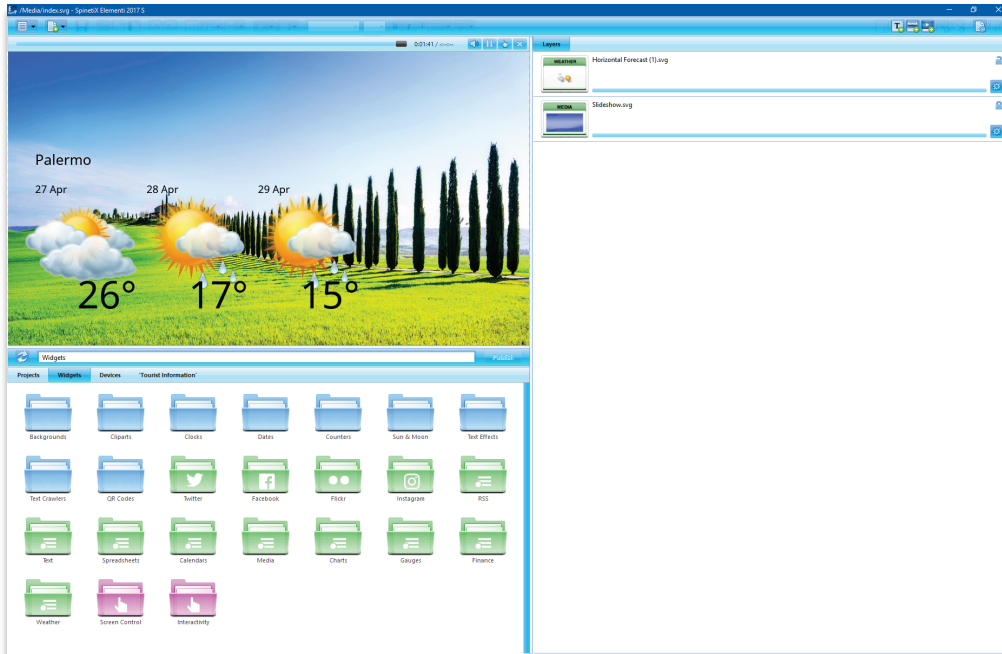 /Media/index.svg - SpinetiX Elementi 2017 S
0:01:41 /
Layers
WEATHER
Horizontal Forecast (1).svg
MEDIA
Slideshow.svg
Palermo
27 Apr
28 Apr
29 Apr
26°
17°
15°
Widgets
Publish
Projects
Widgets
Devices
'Tourist Information'
Backgrounds
Cliparts
Clocks
Dates
Counters
Sun & Moon
Text Effects
Text Crawlers
QR Codes
Twitter
Facebook
Flickr
Instagram
RSS
Text
Spreadsheets
Calendars
Media
Charts
Gauges
Finance
Weather
Screen Control
Interactivity